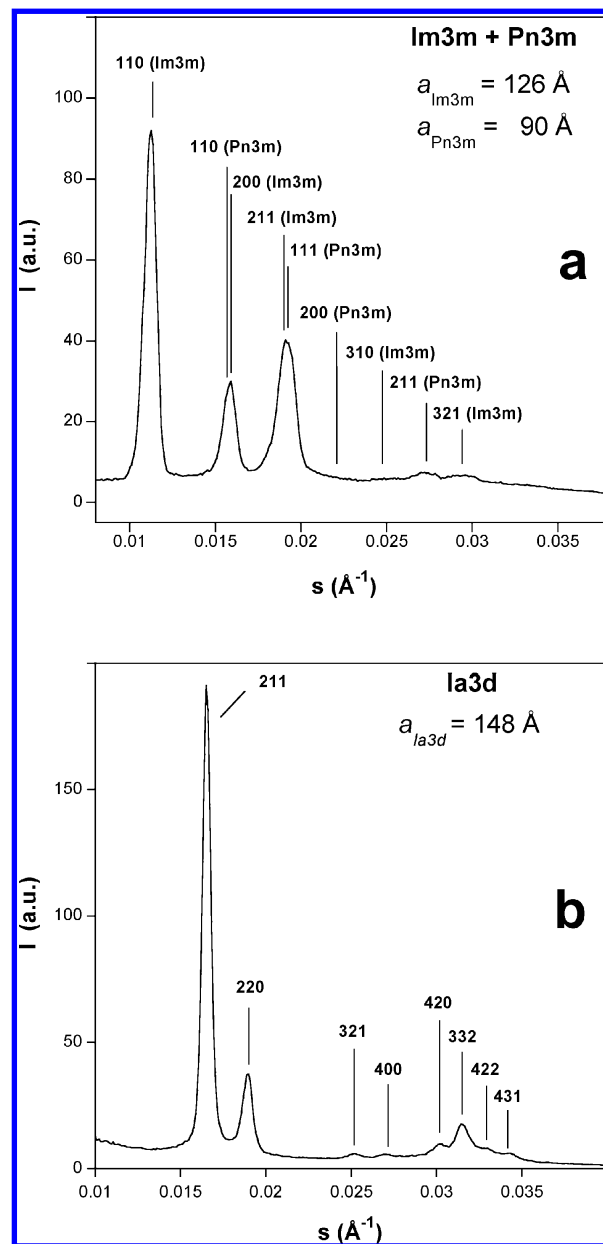 Im3m + Pn3m
110 (Im3m)
a Im3m = 126 Å
a Pn3m = 90 Å
110 (Pn3m)
200 (Im3m)
211 (Im3m)
111 (Pn3m)
200 (Pn3m)
310 (Im3m)
211 (Pn3m)
321 (Im3m)
a
100
80
60
40
20
0
I (a.u.)
0.01 0.015 0.02 0.025 0.03 0.035
s (Å-1)
Ia3d
a Ia3d = 148 Å
211
220
321
400
420
332
422
431
b
150
100
50
0
I (a.u.)
0.01 0.015 0.02 0.025 0.03 0.035
s (Å-1)